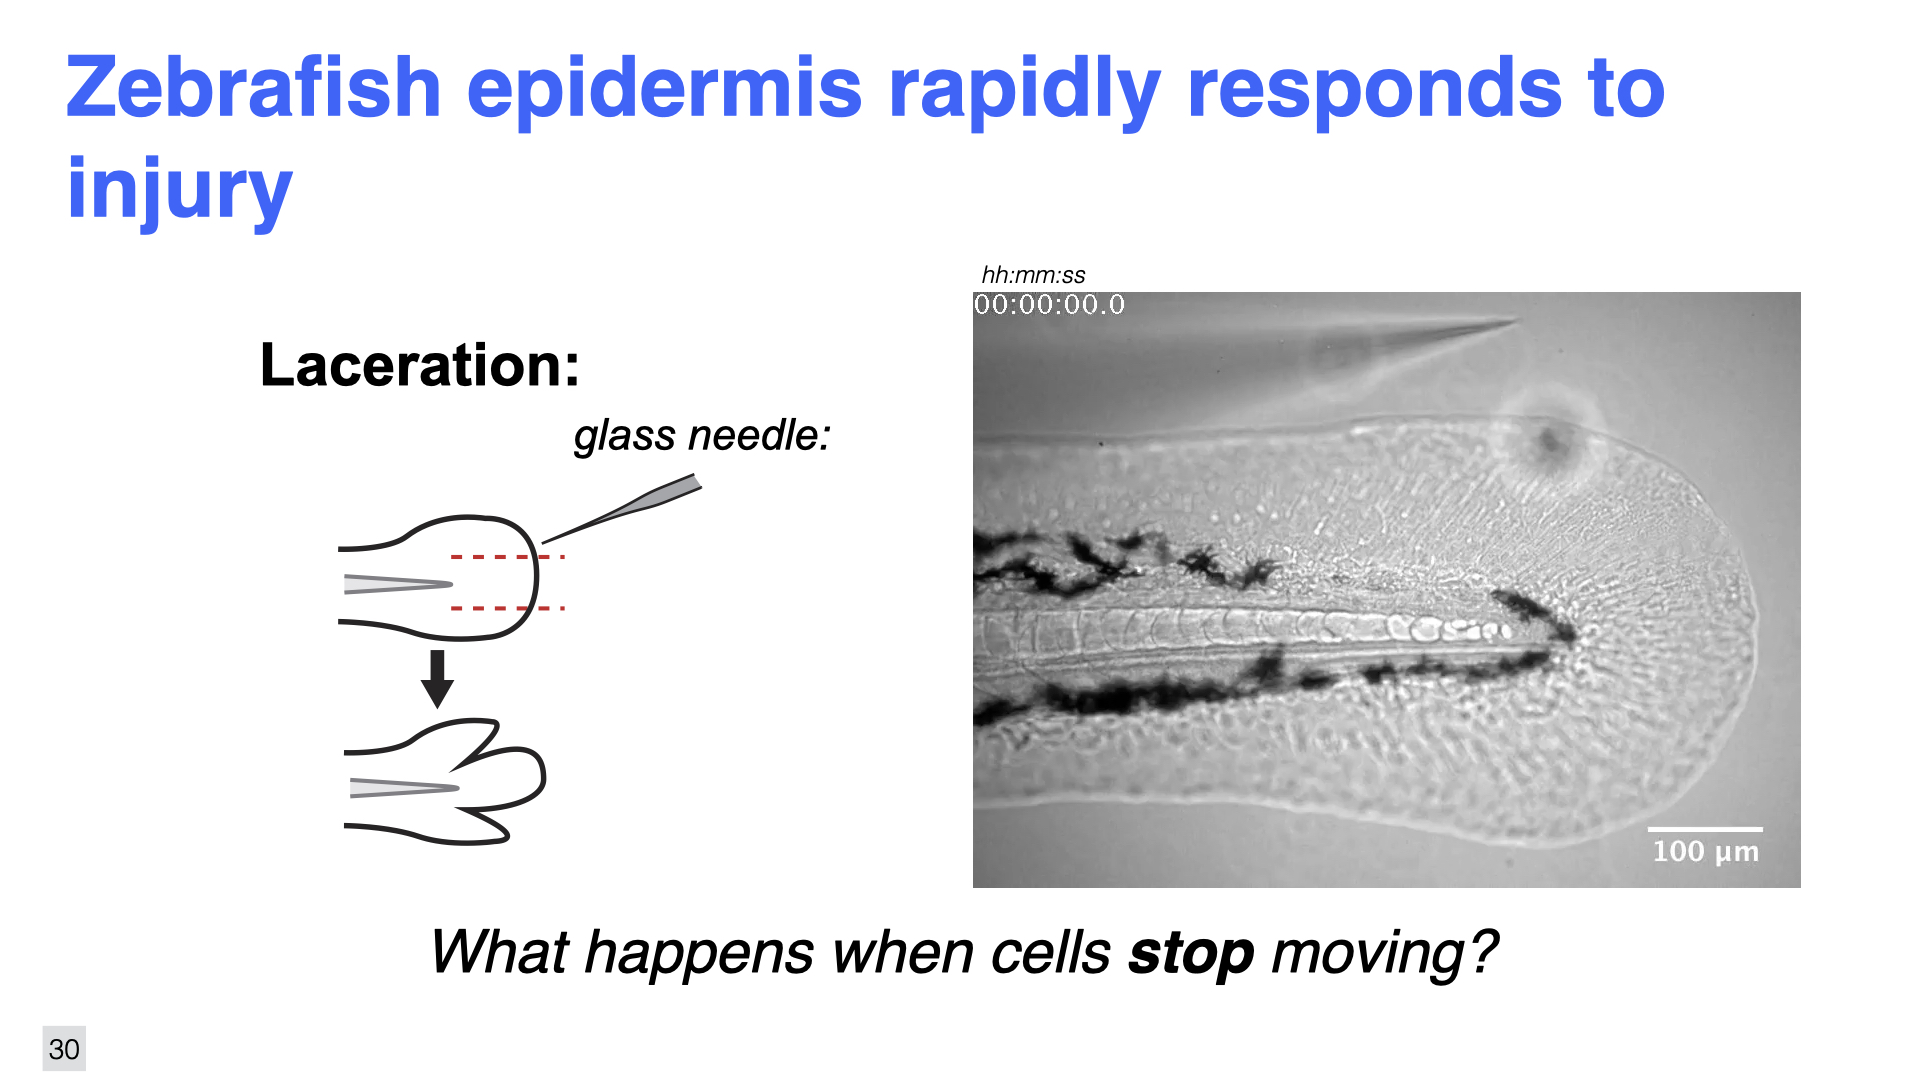 Zebrafish epidermis rapidly responds to
injury
hh:mm:ss
00:00:00.0
Laceration:
glass needle:
100 µm
What happens when cells stop moving?
30